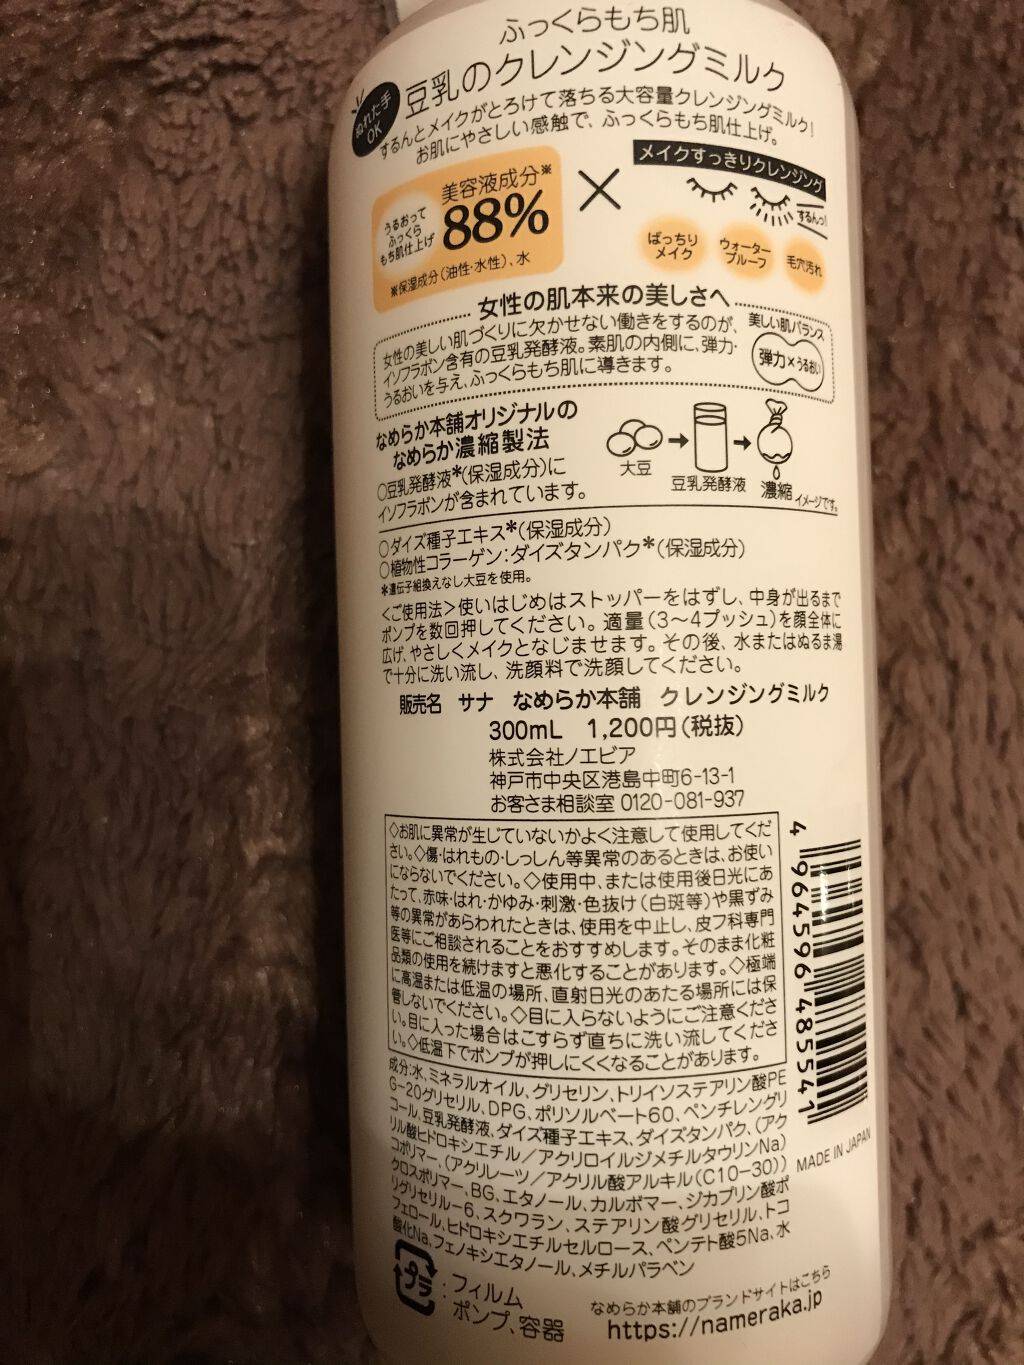 ふっくらもち肌
豆乳のクレンジングミルク
ぬれた手
OK
するんとメイクがとろけて落ちる大容量クレンジングミルク!
お肌にやさしい感触で、ふっくらもち肌仕上げ。
うるおって
ふっくら
もち肌仕上げ
美容液成分※
88%
※保湿成分(油性・水性)、水
×
メイクすっきりクレンジング
するんっ!
ばっちり
メイク
ウォーター
プルーフ
毛穴汚れ
女性の肌本来の美しさへ
女性の美しい肌づくりに欠かせない働きをするのが、
イソフラボン含有の豆乳発酵液。素肌の内側に、弾力・
うるおいを与え、ふっくらもち肌に導きます。
美しい肌バランス
弾力×うるおい
なめらか本舗オリジナルの
なめらか濃縮製法
○豆乳発酵液*(保湿成分)に
イソフラボンが含まれています。
大豆
豆乳発酵液
濃縮
イメージです。
○ダイズ種子エキス*(保湿成分)
○植物性コラーゲン:ダイズタンパク*(保湿成分)
*遺伝子組換えなし大豆を使用。
<ご使用法>使いはじめはストッパーをはずし、中身が出るまで
ポンプを数回押してください。適量(3〜4プッシュ)を顔全体に
広げ、やさしくメイクとなじませます。その後、水またはぬるま湯
で十分に洗い流し、洗顔料で洗顔してください。
販売名 サナ なめらか本舗 クレンジングミルク
300mL 1,200円(税抜)
株式会社ノエビア
神戸市中央区港島中町6-13-1
お客さま相談室 0120-081-937
◇お肌に異常が生じていないかよく注意して使用してくだ
さい。◇傷・はれもの・しっしん等異常のあるときは、お使い
にならないでください。◇使用中、または使用後日光にあ
たって、赤味・はれ・かゆみ・刺激・色抜け(白斑等)や黒ずみ
等の異常があらわれたときは、使用を中止し、皮フ科専門
医等にご相談されることをおすすめします。そのまま化粧
品類の使用を続けますと悪化することがあります。◇極端
に高温または低温の場所、直射日光のあたる場所には保
管しないでください。◇目に入らないようにご注意くださ
い。目に入った場合はこすらず直ちに洗い流してくださ
い。◇低温下でポンプが押しにくくなることがあります。
4 964596 485541
MADE IN JAPAN
成分:水、ミネラルオイル、グリセリン、トリイソステアリン酸PE
G-20グリセリル、DPG、ポリソルベート60、ペンチレングリ
コール、豆乳発酵液、ダイズ種子エキス、ダイズタンパク、(アク
リル酸ヒドロキシエチル/アクリロイルジメチルタウリンNa)
コポリマー、(アクリレーツ/アクリル酸アルキル(C10-30))
クロスポリマー、BG、エタノール、カルボマー、ジカプリン酸ポ
リグリセリル-6、スクワラン、ステアリン酸グリセリル、トコ
フェロール、ヒドロキシエチルセルロース、ペンテト酸5Na、水
酸化Na、フェノキシエタノール、メチルパラベン
プラ
:フィルム
ポンプ、容器
なめらか本舗のブランドサイトはこちら
https://nameraka.jp